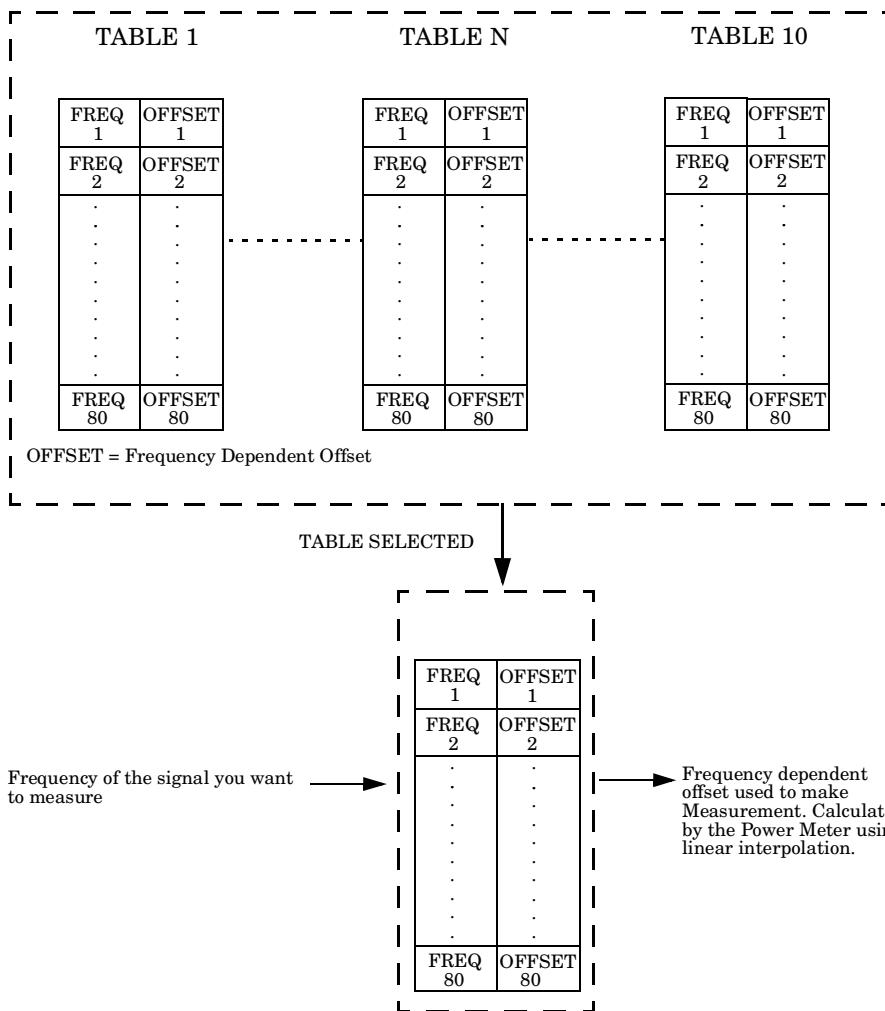 TABLE 1 TABLE N TABLE 10
FREQ 1 OFFSET 1 FREQ 1 OFFSET 1 FREQ 1 OFFSET 1
FREQ 2 OFFSET 2 FREQ 2 OFFSET 2 FREQ 2 OFFSET 2
FREQ 80 OFFSET 80 FREQ 80 OFFSET 80 FREQ 80 OFFSET 80
OFFSET = Frequency Dependent Offset
TABLE SELECTED
FREQ 1 OFFSET 1
FREQ 2 OFFSET 2
FREQ 80 OFFSET 80
Frequency of the signal you want
to measure
Frequency dependent
offset used to make
Measurement. Calculat
by the Power Meter usin
linear interpolation.